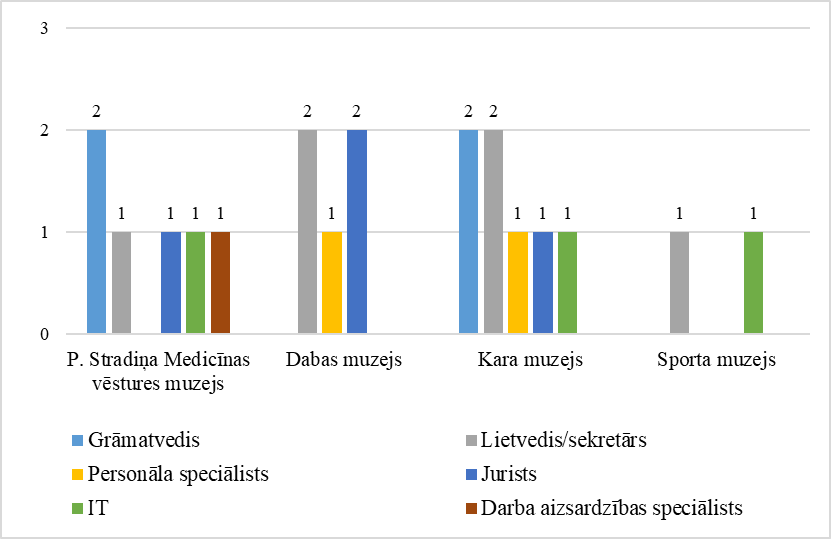 3
2
1
0
2
1
1
1
1
2
1
2
2
2
1
1
1
1
1
P. Stradiņa Medicīnas
vēstures muzejs
Dabas muzejs
Kara muzejs
Sporta muzejs
Grāmatvedis
Lietvedis/sekretārs
Personāla speciālists
Jurists
IT
Darba aizsardzības speciālists